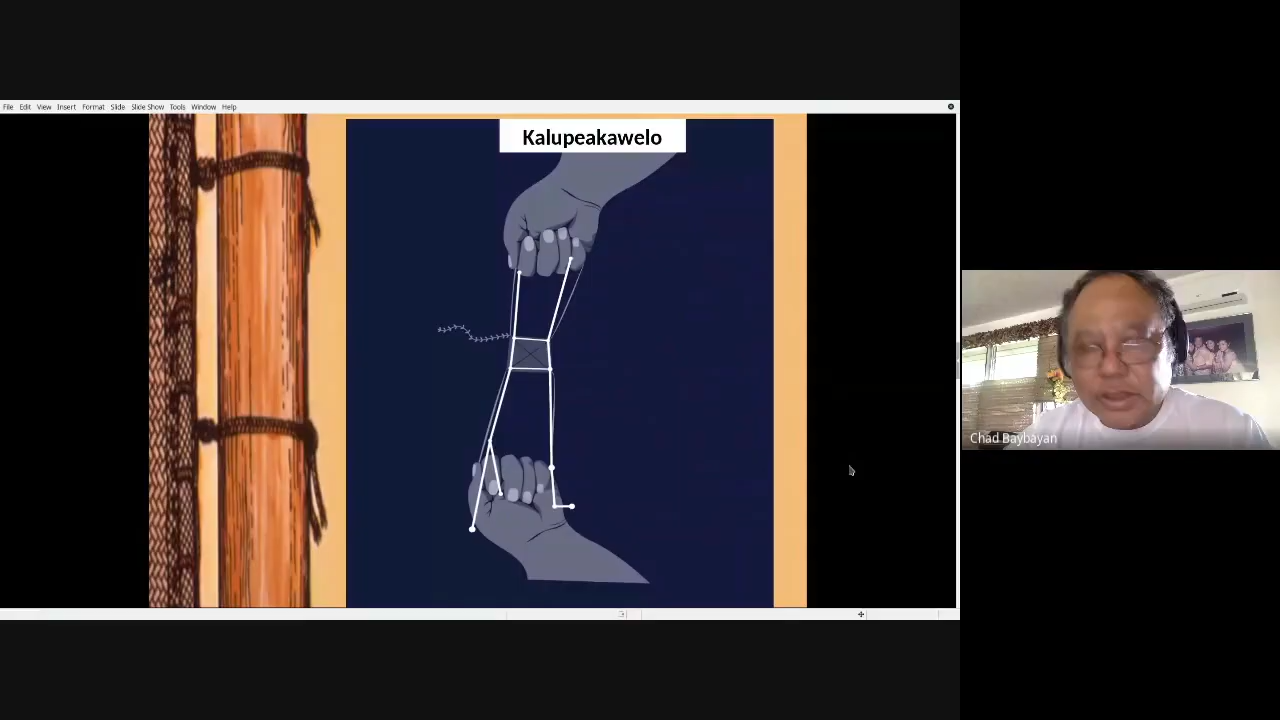 File Edit View Insert Format Slide Slide Show Tools Window Help
Kalupeakawelo
Chad Baybayan